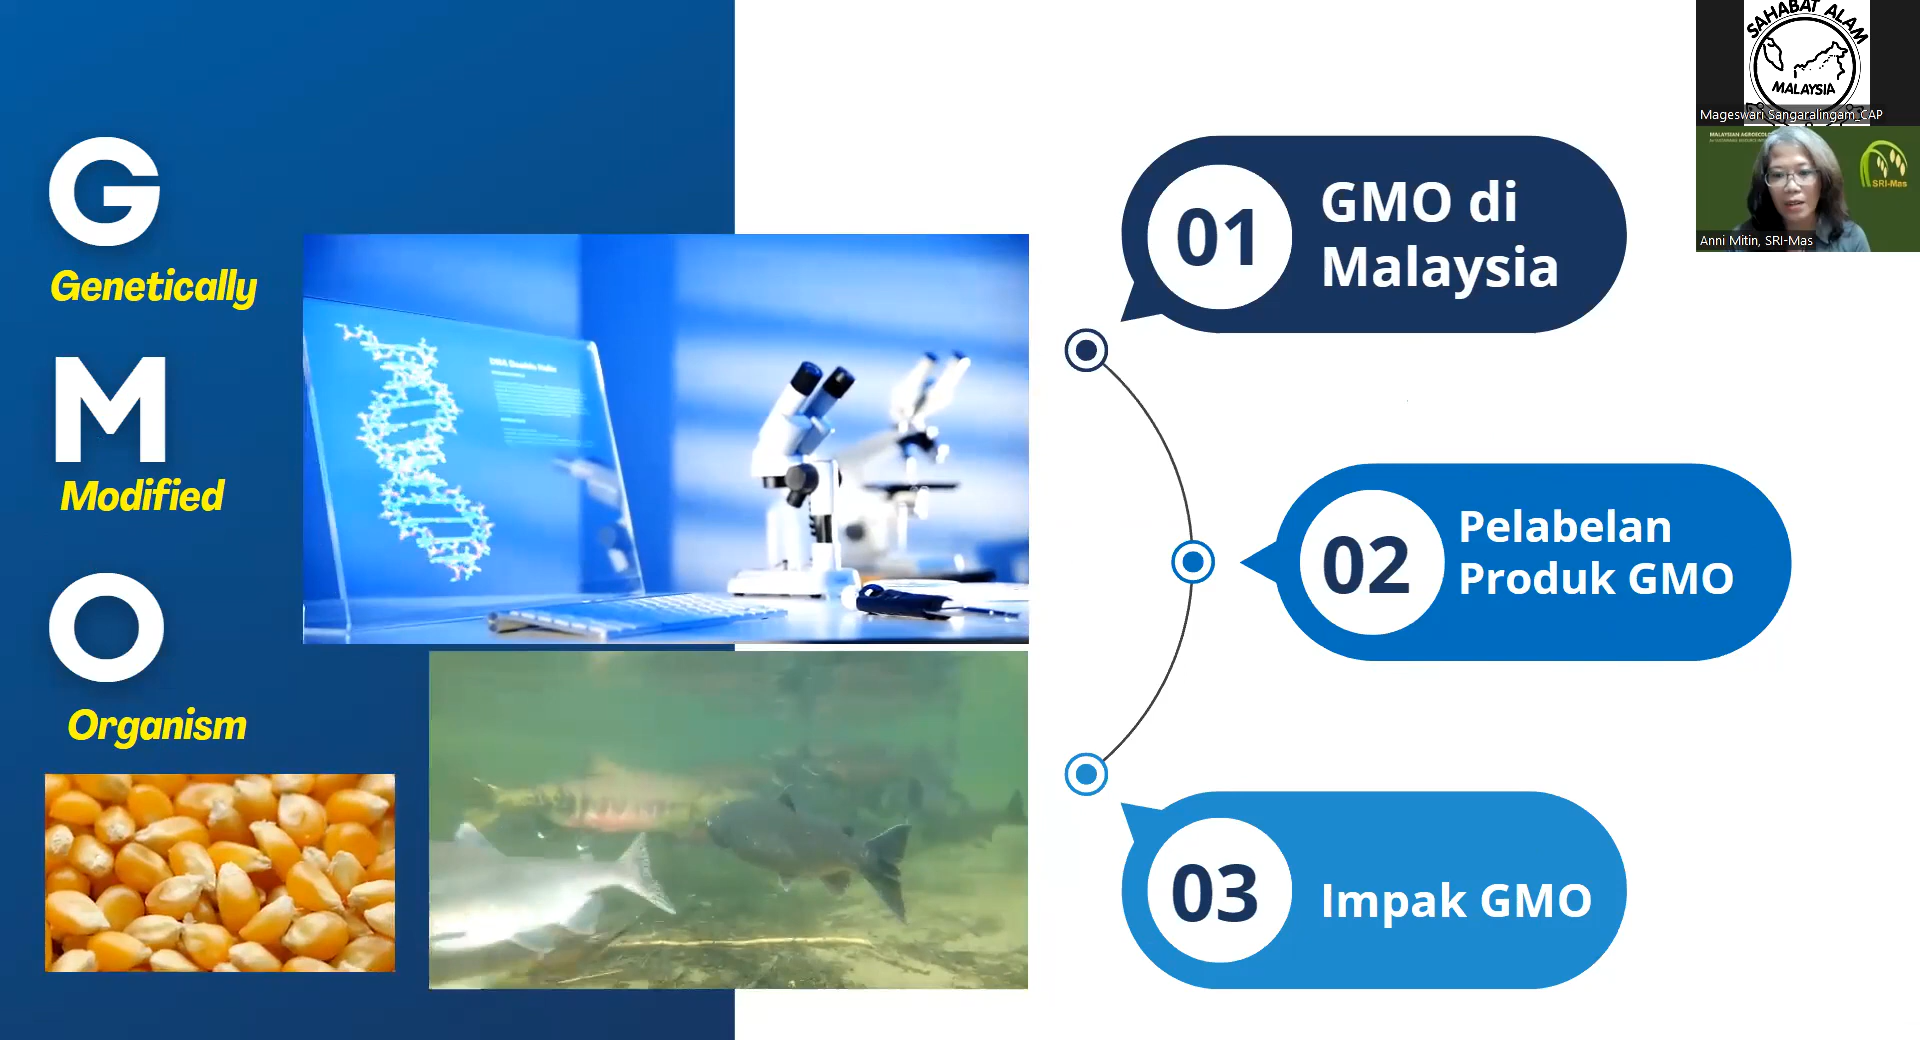 G
Genetically
M
Modified
O
Organism
01
GMO di
Malaysia
02
Pelabelan
Produk GMO
03
Impak GMO
SAHABAT ALAM
MALAYSIA
Mageswari Sangaralingam_CAP
SRI-Mas
Anni Mitin, SRI-Mas